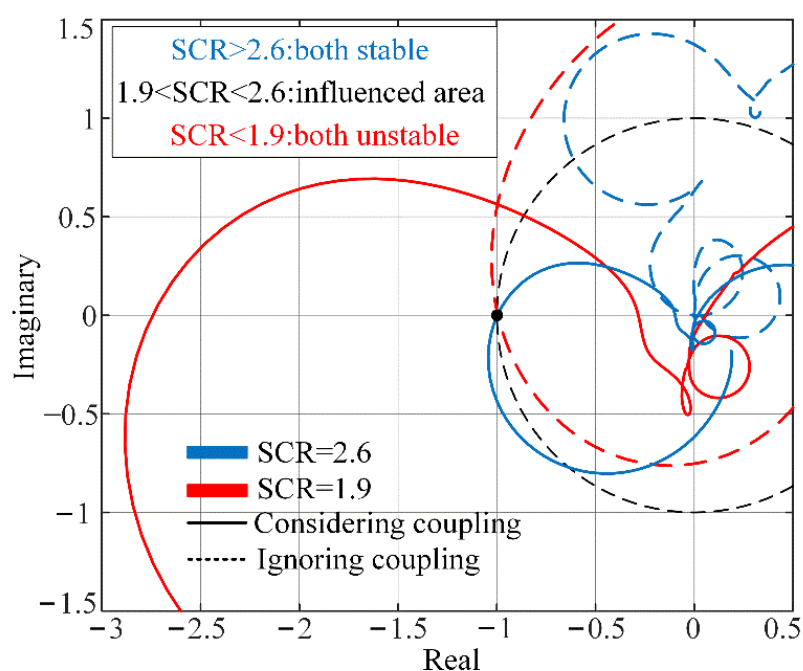 SCR>2.6:both stable
1.9<SCR<2.6:influenced area
SCR<1.9:both unstable
1.5
1
0.5
0
−0.5
−1
−1.5
Imaginary
SCR=2.6
SCR=1.9
Considering coupling
Ignoring coupling
−3 −2.5 −2 −1.5 −1 −0.5 0 0.5
Real